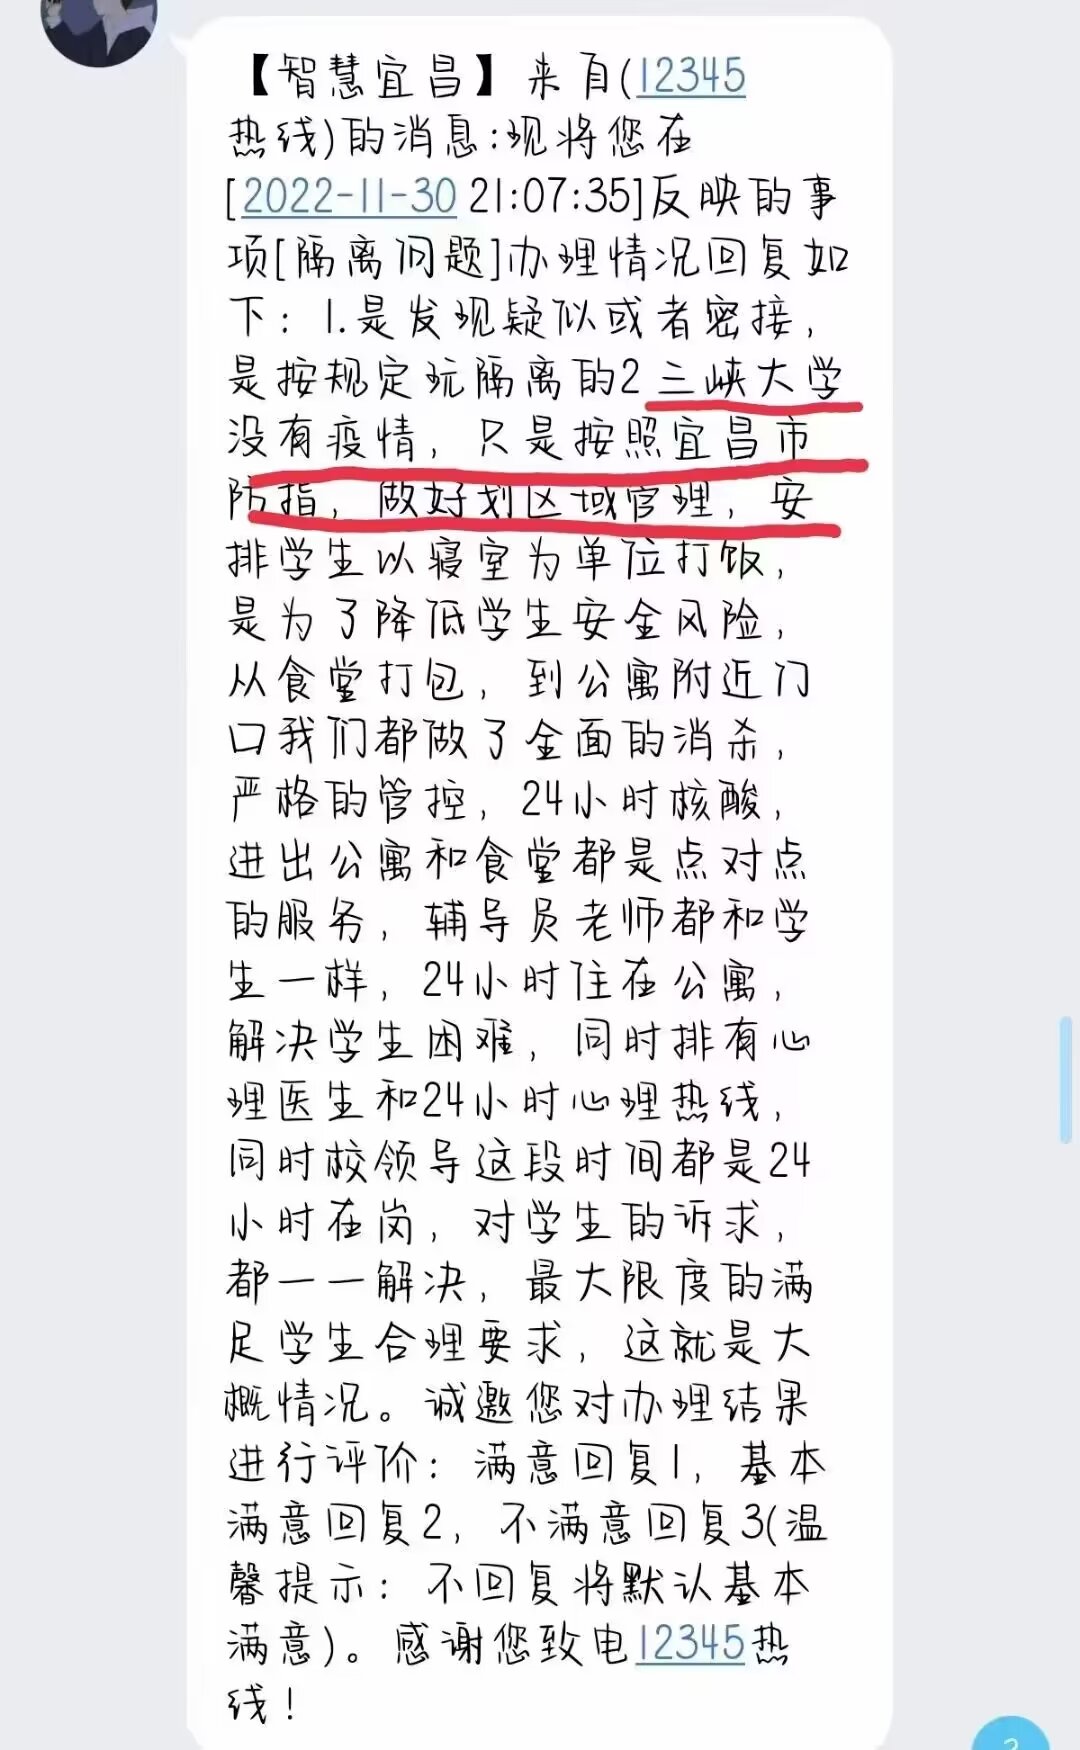 【智慧宜昌】来自(12345
热线)的消息:现将您在
[2022-11-30 21:07:35]反映的事
项[隔离问题]办理情况回复如
下：1.是发现疑似或者密接，
是按规定玩隔离的2三峡大学
没有疫情，只是按照宜昌市
防指，做好划区域官理，安
排学生以寝室为单位打饭，
是为了降低学生安全风险，
从食堂打包，到公寓附近门
口我们都做了全面的消杀，
严格的管控，24小时核酸，
进出公寓和食堂都是点对点
的服务，辅导员老师都和学
生一样，24小时住在公寓，
解决学生困难，同时排有心
理医生和24小时心理热线，
同时校领导这段时间都是24
小时在岗，对学生的诉求，
都一一解决，最大限度的满
足学生合理要求，这就是大
概情况。诚邀您对办理结果
进行评价：满意回复1，基本
满意回复2，不满意回复3(温
馨提示：不回复将默认基本
满意)。感谢您致电12345热
线！